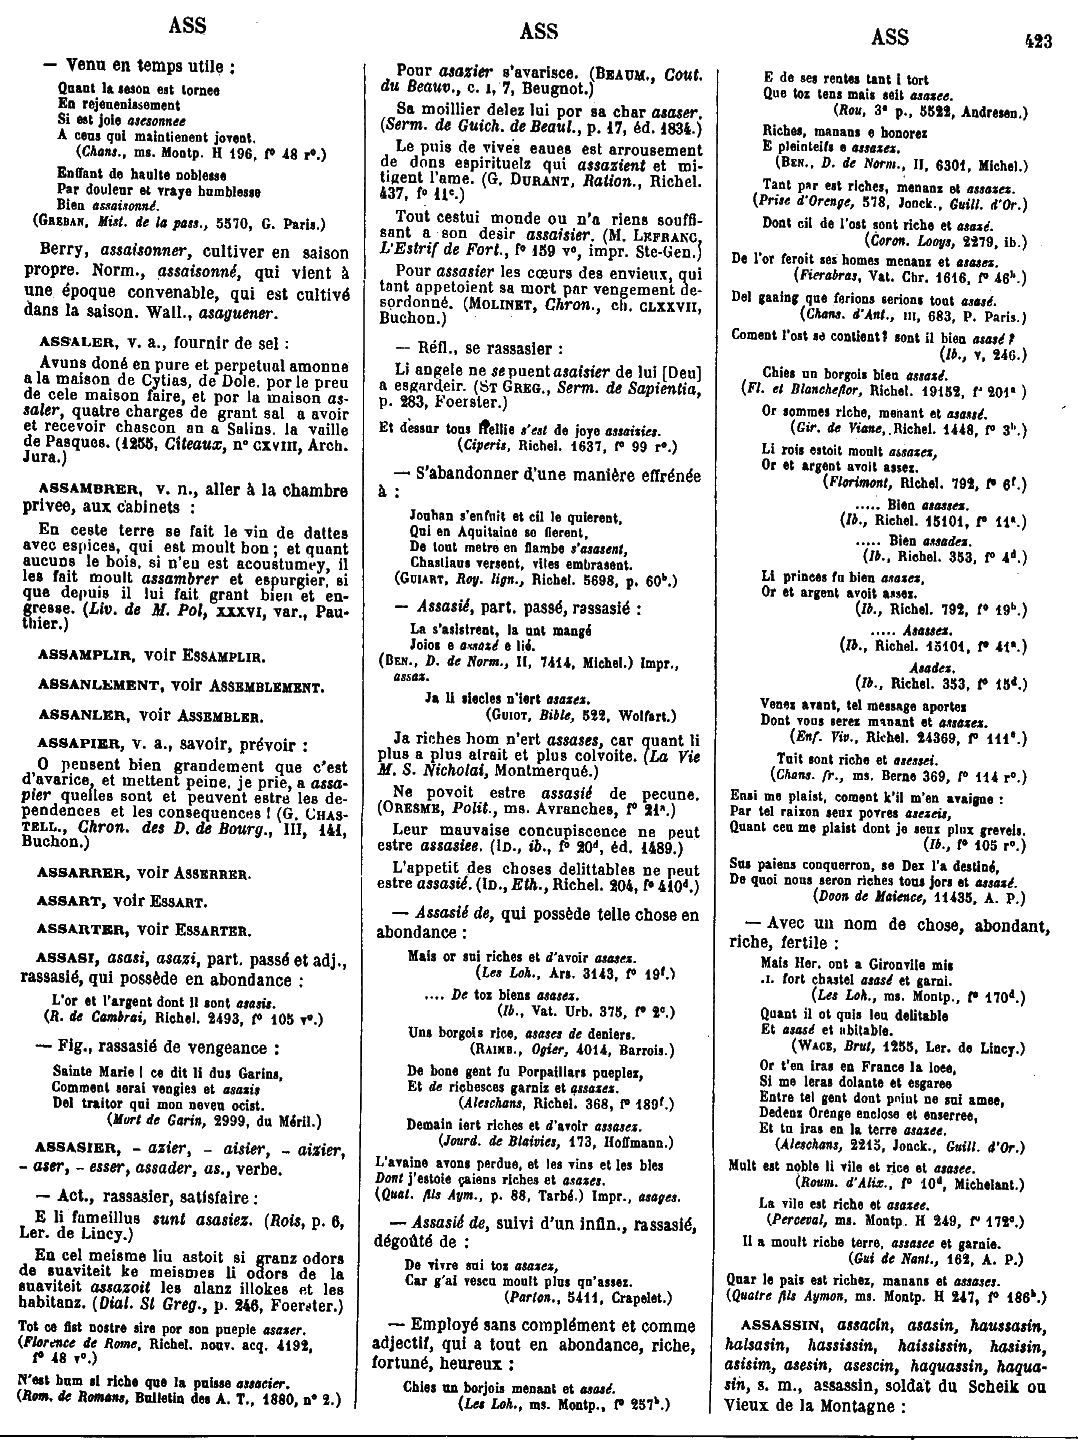 ASS
— Venu en temps utile :
Quant la seson est tornee
En rejeuenissement
Si est joie asesonnee
A ceus qui maintienent jovent.
(Chans., ms. Montp. H 196, f° 48 r°.)
Enffant de haulte noblesse
Par douleur et vraye humblesse
Bien assaisonné.
(GREBAN, Mist. de la pass., 5570, G. Paris.)
Berry, assaisonner, cultiver en saison
propre. Norm., assaisonné, qui vient à
une époque convenable, qui est cultivé
dans la saison. Wall., asaguener.
ASSALER, v. a., fournir de sel :
Avuns doné en pure et perpetual amonne
a la maison de Cytias, de Dole. por le preu
de cele maison faire, et por la maison as-
saler, quatre charges de grant sal a avoir
et recevoir chascon an a Salins. la vaille
de Pasques. (1255, Cîteaux, n° CXVIII, Arch.
Jura.)
ASSAMBRER, v. n., aller à la chambre
privée, aux cabinets :
En ceste terre se fait le vin de dattes
avec espices, qui est moult bon ; et quant
aucuns le bois, si n'en est acoustumey, il
les fait moult assambrer et espurgier, si
que depuis il lui fait grant bien et en-
gresse. (Liv. de M. Pol, XXXVI, var., Pau-
thier.)
ASSAMPLIR, voir ESSAMPLIR.
ASSANLEMENT, voir ASSEMBLEMENT.
ASSANLER, voir ASSEMBLER.
ASSAPIER, v. a., savoir, prévoir :
O pensent bien grandement que c'est
d'avarice, et mettent peine, je prie, a assa-
pier quelles sont et peuvent estre les de-
pendences et les consequences ! (G. CHAS-
TELL., Chron. des D. de Bourg., III, 141,
Buchon.)
ASSARRER, voir ASSERRER.
ASSART, voir ESSART.
ASSARTER, voir ESSARTER.
ASSASI, asasi, asazi, part. passé et adj.,
rassasié, qui possède en abondance :
L'or et l'argent dont il sont asasis.
(R. de Cambrai, Richel. 2493, f° 105 v°.)
— Fig., rassasié de vengeance :
Sainte Marie ! ce dit li dus Garins,
Comment serai vengies et asazis
Del traitor qui mon neveu ocist.
(Mort de Garin, 2999, du Méril.)
ASSASIER, - azier, - aisier, - aizier,
- aser, - esser, assader, as., verbe.
— Act., rassasier, satisfaire :
E li fameillus sunt asasiez. (Rois, p. 6,
Ler. de Lincy.)
En cel meisme liu astoit si granz odors
de suaviteit ke meismes li odors de la
suaviteit assazoit les alanz illokes et les
habitanz. (Dial. St Greg., p. 246, Foerster.)
Tot ce fist nostre sire por son pueple asazer.
(Florence de Rome, Richel. nouv. acq. 4192,
f° 48 v°.)
N'est hum si riche que la puisse assacier.
(Rom. de Romans, Bulletin des A. T., 1880, n° 2.)
ASS
Pour asazier s'avarisce. (BEAUM., Cout.
du Beauv., c. I, 7, Beugnot.)
Sa moillier delez lui por sa char asaser.
(Serm. de Guich. de Beaul., p. 17, éd. 1834.)
Le puis de vives eaues est arrousement
de dons espirituelz qui assazient et mi-
tigent l'ame. (G. DURANT, Ration., Richel.
437, f° 11°.)
Tout cestui monde ou n'a riens souffi-
sant a son desir assaisier. (M. LEFRANC,
L'Estrif de Fort., f° 159 v°, impr. Ste-Gen.)
Pour assasier les cœurs des envieux, qui
tant appetoient sa mort par vengement de-
sordonné. (MOLINET, Chron., ch. CLXXVII,
Buchon.)
— Réfl., se rassasier :
Li angele ne se puent asaisier de lui [Deu]
a esgardeir. (ST GREG., Serm. de Sapientia,
p. 283, Foerster.)
Et dessur tous Ellie s'est de joye assaisies.
(Ciperis, Richel. 1637, f° 99 r°.)
— S'abandonner d'une manière effrénée
à :
Jouhan s'enfuit et cil le quierent,
Qui en Aquitaine se fierent,
De tout metre en flambe s'asasent,
Chastiaus versent, viles embrasent.
(GUIART, Roy. lign., Richel. 5698, p. 60ᵇ.)
— Assasié, part. passé, rassasié :
La s'asistrent, la unt mangé
Joios e assazé e lié.
(BEN., D. de Norm., II, 7414, Michel.) Impr.,
assaz.
Ja li siecles n'iert asazez.
(GUIOT, Bible, 522, Wolfart.)
Ja riches hom n'ert assases, car quant li
plus a plus atrait et plus colvoite. (La Vie
M. S. Nicholai, Montmerqué.)
Ne povoit estre assasié de pecune.
(ORESME, Polit., ms. Avranches, f° 21ᵃ.)
Leur mauvaise concupiscence ne peut
estre assasiee. (ID., ib., f° 20ᵈ, éd. 1489.)
L'appetit des choses delittables ne peut
estre assasié. (ID., Eth., Richel. 204, f° 410ᵈ.)
— Assasié de, qui possède telle chose en
abondance :
Mais or sui riches et d'avoir asasez.
(Les Loh., Ars. 3143, f° 19ᶠ.)
.... De toz biens asasez.
(Ib., Vat. Urb. 375, f° 2ᶜ.)
Uns borgois rice, asases de deniers.
(RAIMB., Ogier, 4014, Barrois.)
De bone gent fu Porpaillars pueplez,
Et de richesces garniz et assazez.
(Aleschans, Richel. 368, f° 189ᶠ.)
Demain iert riches et d'avoir assasez.
(Jourd. de Blaivies, 173, Hoffmann.)
L'avaine avons perdue, et les vins et les bles
Dont j'estoie çaiens riches et asazes.
(Quat. fils Aym., p. 88, Tarbé.) Impr., asages.
— Assasié de, suivi d'un infin., rassasié,
dégoûté de :
De vivre sui toz asazez,
Car g'ai vescu moult plus qu'assez.
(Parton., 5411, Crapelet.)
— Employé sans complément et comme
adjectif, qui a tout en abondance, riche,
fortuné, heureux :
Chies un borjois menant et asasé.
(Les Loh., ms. Montp., f° 257ᵇ.)
ASS
423
E de ses rentes tant i tort
Que toz tens mais seit asazee.
(Rou, 3ᵉ p., 5522, Andresen.)
Riches, manans e honorez
E pleinteifs e assazez.
(BEN., D. de Norm., II, 6301, Michel.)
Tant par est riches, menanz et assazez.
(Prise d'Orenge, 578, Jonck., Guill. d'Or.)
Dont cil de l'ost sont riche et asazé.
(Coron. Looys, 2279, ib.)
De l'or feroit ses homes menanz et asazez.
(Fierabras, Vat. Chr. 1616, f° 46ᵇ.)
Del gaaing que ferions serions tout asasé.
(Chans. d'Ant., III, 683, P. Paris.)
Coment l'ost se contient? sont il bien asasé ?
(Ib., V, 246.)
Chies un borgois bien asazé.
(Fl. et Blancheflor, Richel. 19152, f° 201ᵃ )
Or sommes riche, menant et asassé.
(Gir. de Viane, Richel. 1448, f° 3ᵇ.)
Li rois estoit moult assazez,
Or et argent avoit assez.
(Florimont, Richel. 792, f° 6ᶠ.)
..... Bien asassez.
(Ib., Richel. 15101, f° 11ᵃ.)
..... Bien assadez.
(Ib., Richel. 353, f° 4ᵈ.)
Li princes fu bien asazez,
Or et argent avoit assez.
(Ib., Richel. 792, f° 19ᵇ.)
..... Asassez.
(Ib., Richel. 15101, f° 41ᵃ.)
Asadez.
(Ib., Richel. 353, f° 15ᵈ.)
Venez avant, tel message aportez
Dont vous serez manant et assazez.
(Enf. Viv., Richel. 24369, f° 111ᵉ.)
Tuit sont riche et asessei.
(Chans. fr., ms. Berne 369, f° 114 r°.)
Ensi me plaist, coment k'il m'en avaigne :
Par tel raixon seux povres asezeis,
Quant ceu me plaist dont je seux plux greveis.
(Ib., f° 105 r°.)
Sus paiens conquerron, se Dex l'a destiné,
De quoi nous seron riches tous jors et assazé.
(Doon de Maience, 11435, A. P.)
— Avec un nom de chose, abondant,
riche, fertile :
Mais Her. ont a Gironvile mis
.I. fort chastel asasé et garni.
(Les Loh., ms. Montp., f° 170ᵈ.)
Quant il ot quis leu delitable
Et asasé et abitable.
(WACE, Brut, 1255, Ler. de Lincy.)
Or t'en iras en France la loee,
Si me leras dolante et esgaree
Entre tel gent dont point ne sui amee,
Dedenz Orenge enclose et enserree,
Et tu iras en la terre asazee.
(Aleschans, 2215, Jonck., Guill. d'Or.)
Mult est noble li vile et rice et asasee.
(Roum. d'Alix., f° 10ᵈ, Michelant.)
La vile est riche et asazee.
(Perceval, ms. Montp. H 249, f° 172ᵉ.)
Il a moult riche terre, assasee et garnie.
(Gui de Nant., 162, A. P.)
Quar le pais est richez, manans et assases.
(Quatre fils Aymon, ms. Montp. H 247, f° 186ᵇ.)
ASSASSIN, assacin, asasin, haussasin,
halsasin, hassissin, haississin, hasisin,
asisim, asesin, asescin, haquassin, haqua-
sin, s. m., assassin, soldat du Scheik ou
Vieux de la Montagne :